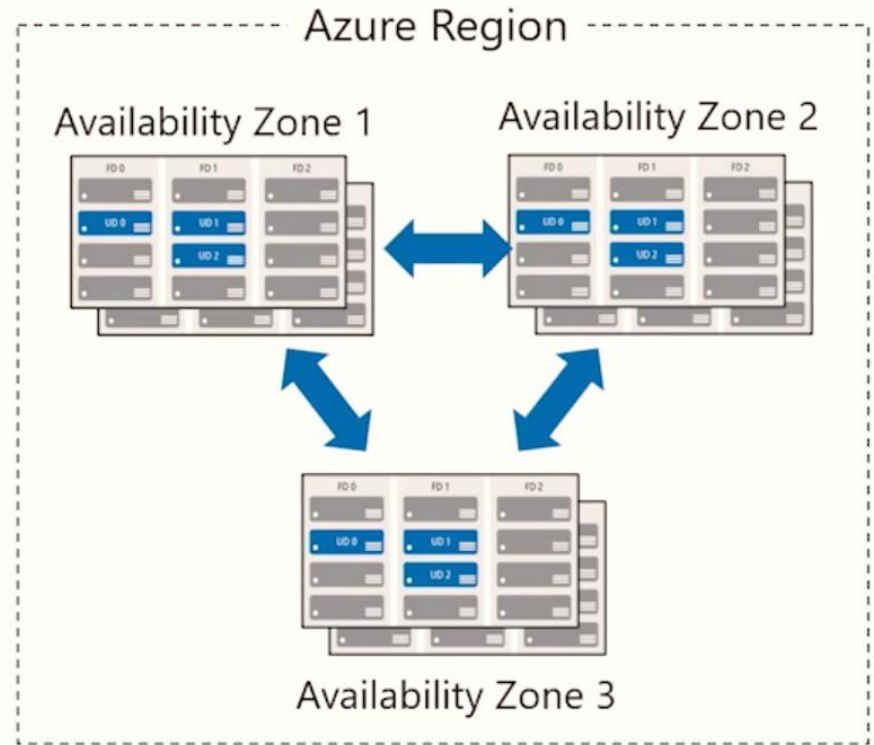 Azure Region
Availability Zone 1
FD 0 FD 1 FD 2
UD 0 UD 1
UD 2
Availability Zone 2
FD 0 FD 1 FD 2
UD 0 UD 1
UD 2
FD 0 FD 1 FD 2
UD 0 UD 1
UD 2
Availability Zone 3